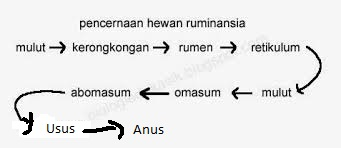 pencernaan hewan ruminansia
mulut → kerongkongan → rumen → retikulum
abomasum ← omasum ← mulut
Usus → Anus